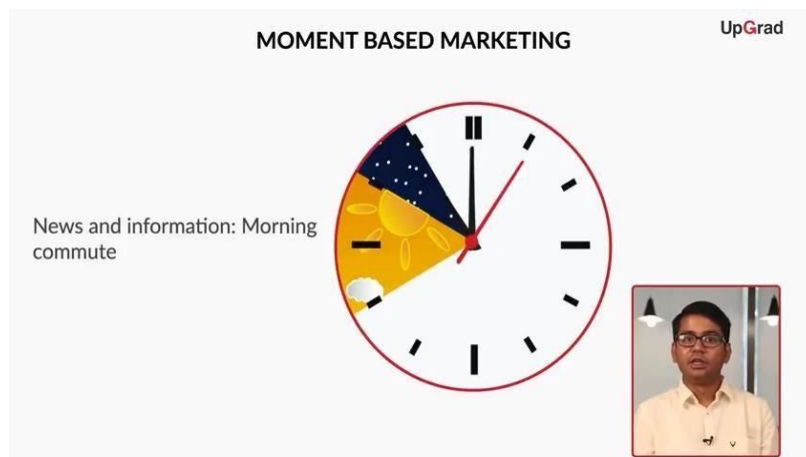 UpGrad
MOMENT BASED MARKETING
News and information: Morning
commute